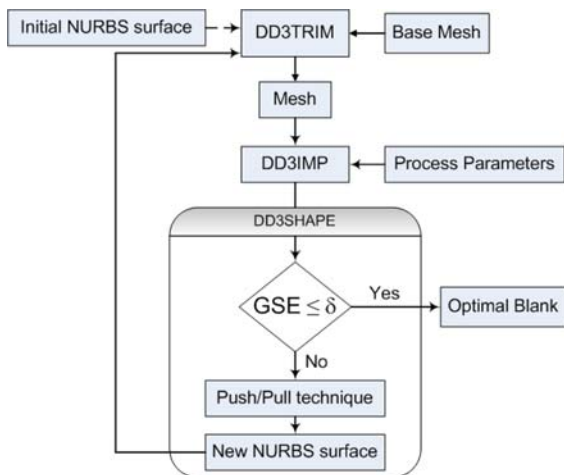 Initial NURBS surface
DD3TRIM
Base Mesh
Mesh
DD3IMP
Process Parameters
DD3SHAPE
GSE ≤ δ
Yes
Optimal Blank
No
Push/Pull technique
New NURBS surface